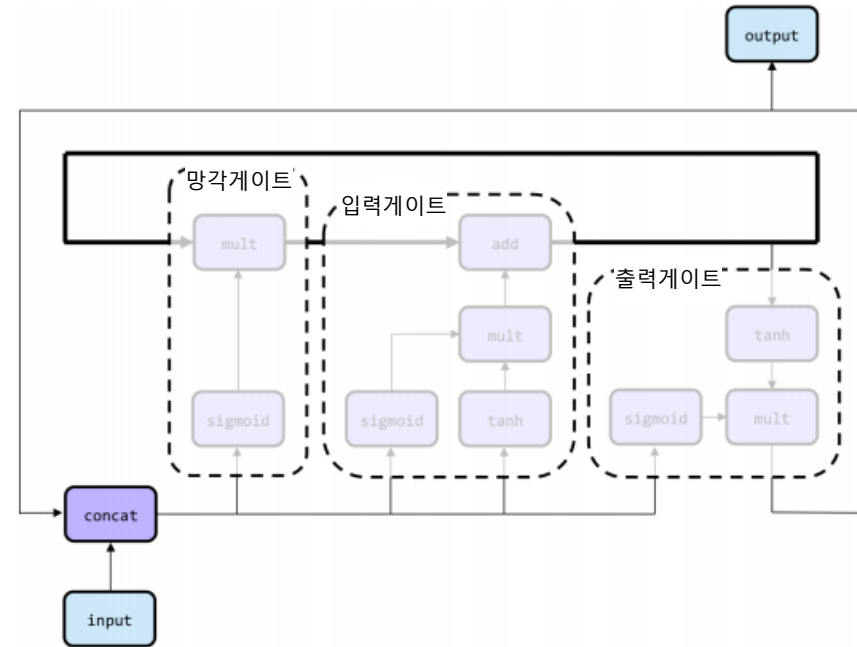 output
망각게이트
입력게이트
mult
add
출력게이트
mult
tanh
sigmoid
sigmoid
tanh
sigmoid
mult
concat
input